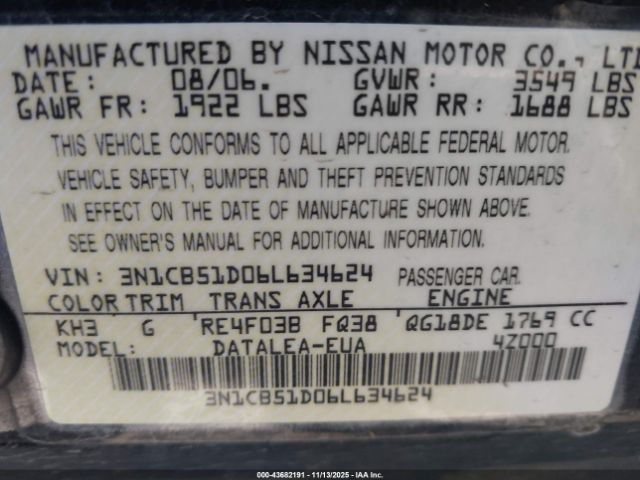 MANUFACTURED BY NISSAN MOTOR CO., LTD
DATE: 08/06. GVWR: 3549 LBS
GAWR FR: 1922 LBS GAWR RR: 1688 LBS
THIS VEHICLE CONFORMS TO ALL APPLICABLE FEDERAL MOTOR.
VEHICLE SAFETY, BUMPER AND THEFT PREVENTION STANDARDS
IN EFFECT ON THE DATE OF MANUFACTURE SHOWN ABOVE.
SEE OWNER'S MANUAL FOR ADDITIONAL INFORMATION.
VIN: 3N1CB51D06L634624 PASSENGER CAR.
COLOR TRIM TRANS AXLE ENGINE
KH3 G RE4F03B FQ38 QG18DE 1769 CC
MODEL: DATALEA-EUA 4Z000
3N1CB51D06L634624
000-43682191 - 11/13/2025 - IAA, Inc.